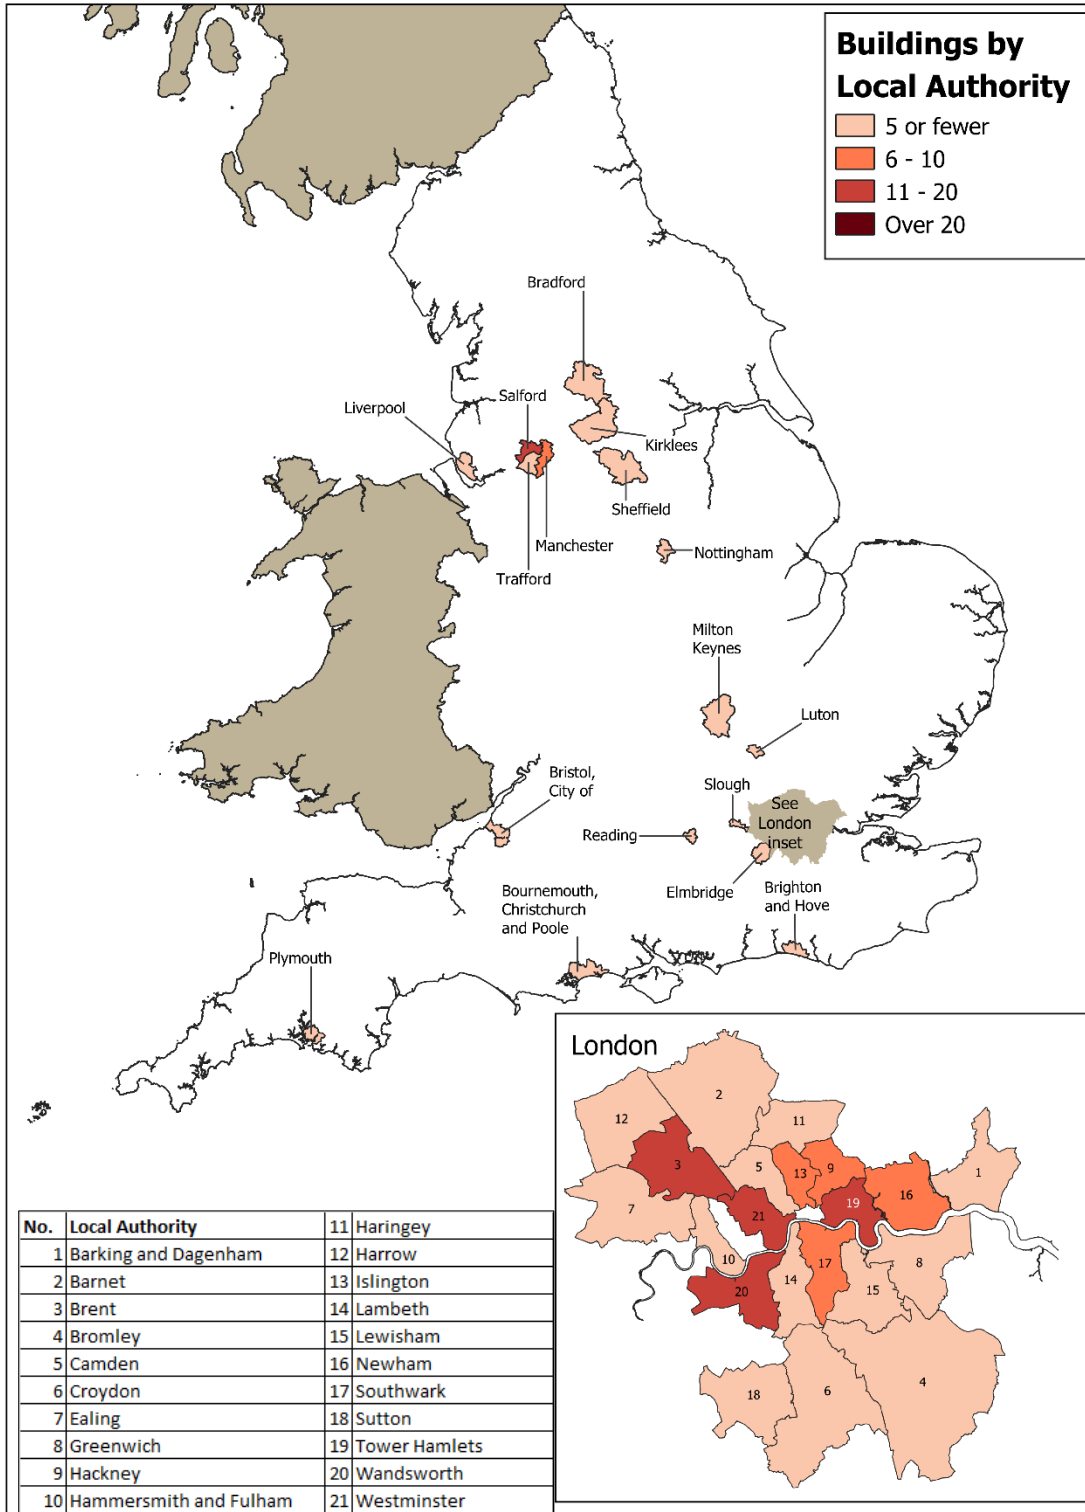 Buildings by
Local Authority
5 or fewer
6 - 10
11 - 20
Over 20
Bradford
Salford
Liverpool
Kirklees
Sheffield
Manchester
Nottingham
Trafford
Milton
Keynes
Luton
Bristol,
City of
Slough
See
London
inset
Reading
Elmbridge
Bournemouth,
Christchurch
and Poole
Brighton
and Hove
Plymouth
London
2
12
11
3
5
13
9
1
16
19
7
21
10
17
8
14
15
20
4
6
18
No. Local Authority 11 Haringey
1 Barking and Dagenham 12 Harrow
2 Barnet 13 Islington
3 Brent 14 Lambeth
4 Bromley 15 Lewisham
5 Camden 16 Newham
6 Croydon 17 Southwark
7 Ealing 18 Sutton
8 Greenwich 19 Tower Hamlets
9 Hackney 20 Wandsworth
10 Hammersmith and Fulham 21 Westminster